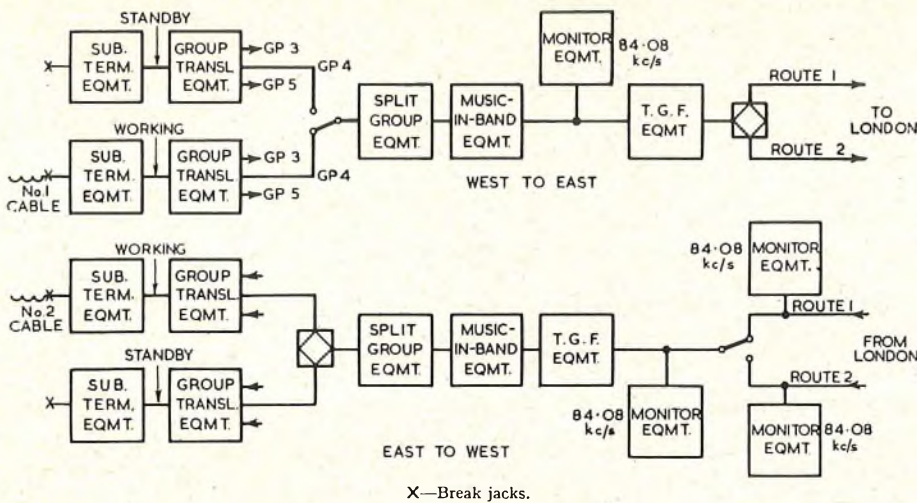 STANDBY
SUB. TERM. EQMT.
GROUP TRANSL. EQMT.
GP 3
GP 4
GP 5
WORKING
SUB. TERM. EQMT.
GROUP TRANSL. EQMT.
GP 3
GP 4
GP 5
No.1 CABLE
SPLIT GROUP EQMT.
MUSIC-IN-BAND EQMT.
MONITOR EQMT.
84·08 kc/s
T. G. F. EQMT
ROUTE 1
TO LONDON
ROUTE 2
WEST TO EAST
WORKING
SUB. TERM. EQMT.
GROUP TRANSL. EQMT.
No.2 CABLE
STANDBY
SUB. TERM. EQMT.
GROUP TRANSL. EQMT.
SPLIT GROUP EQMT.
MUSIC-IN-BAND EQMT.
T. G. F. EQMT.
84·08 kc/s
MONITOR EQMT.
84·08 kc/s
MONITOR EQMT.
ROUTE 1
FROM LONDON
ROUTE 2
MONITOR EQMT.
84·08 kc/s
EAST TO WEST
X—Break jacks.